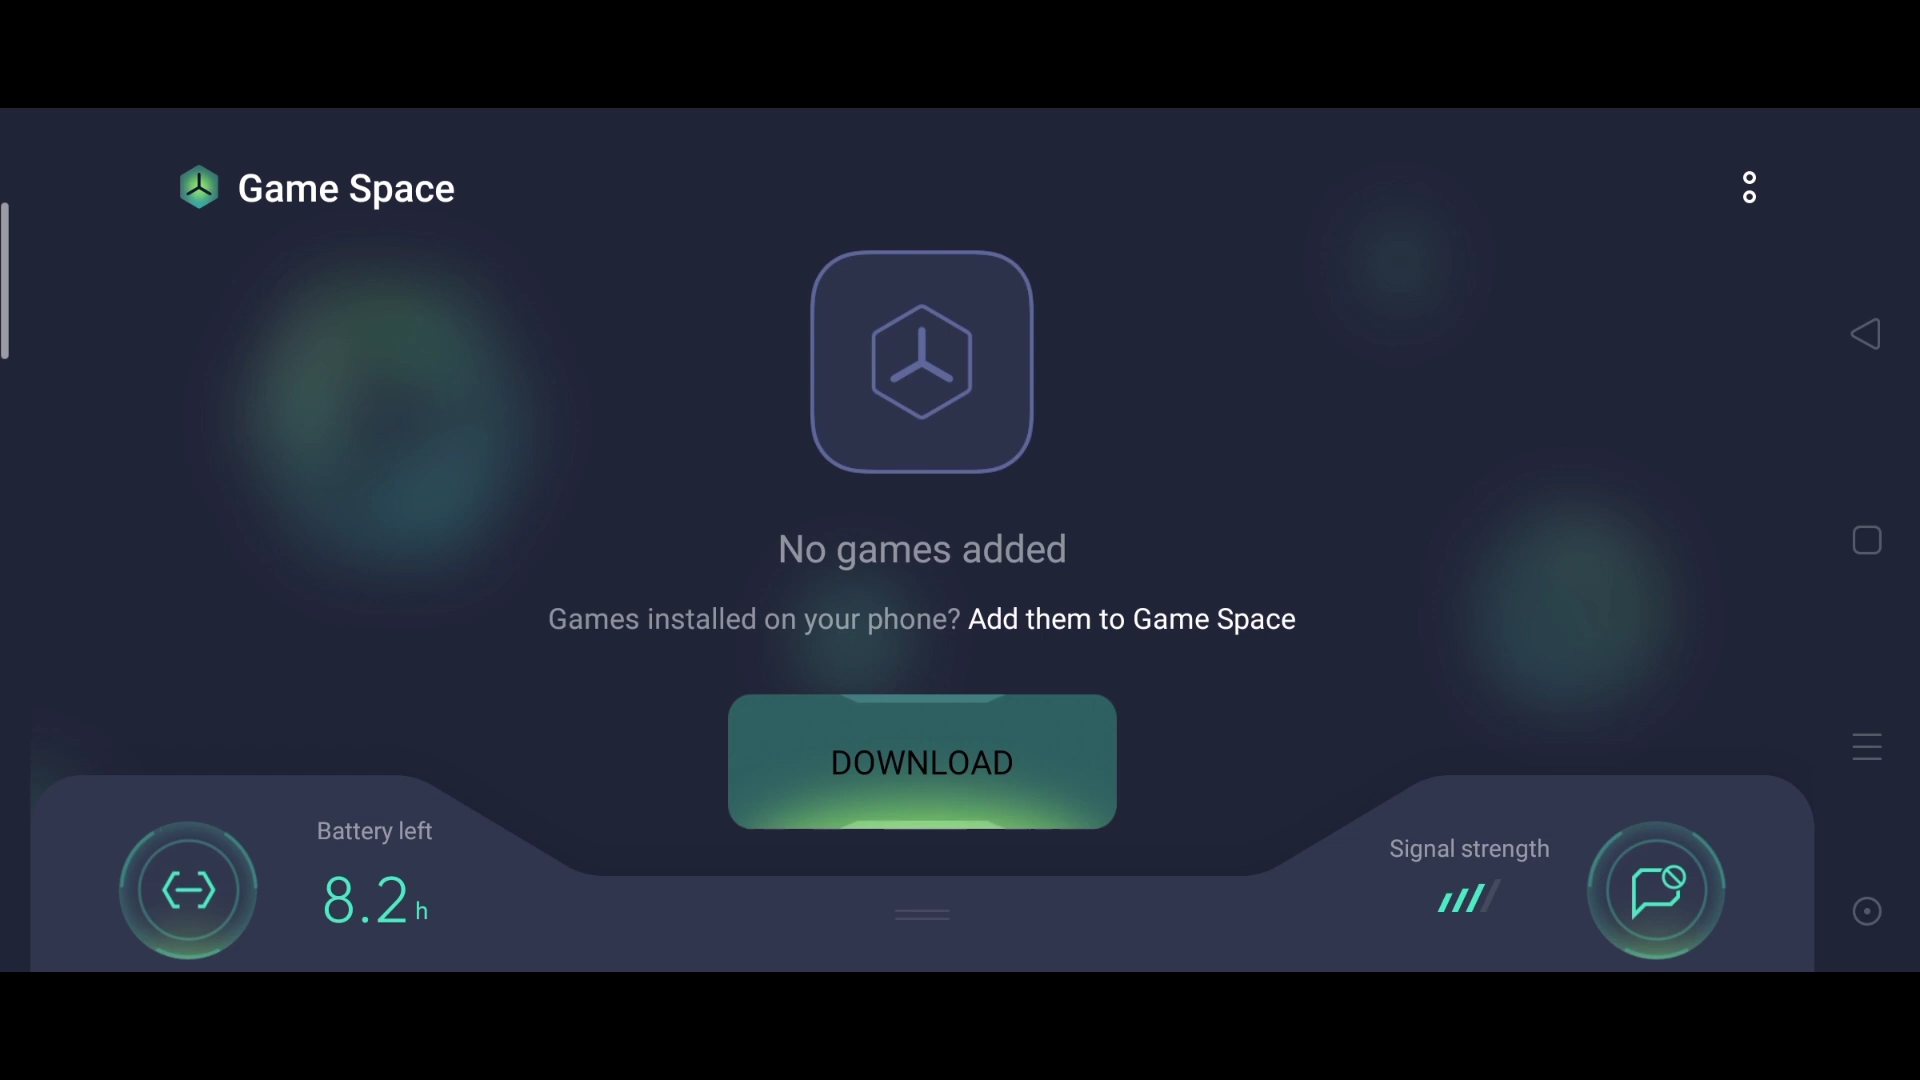 Game Space
No games added
Games installed on your phone? Add them to Game Space
DOWNLOAD
Battery left
8.2 h
Signal strength